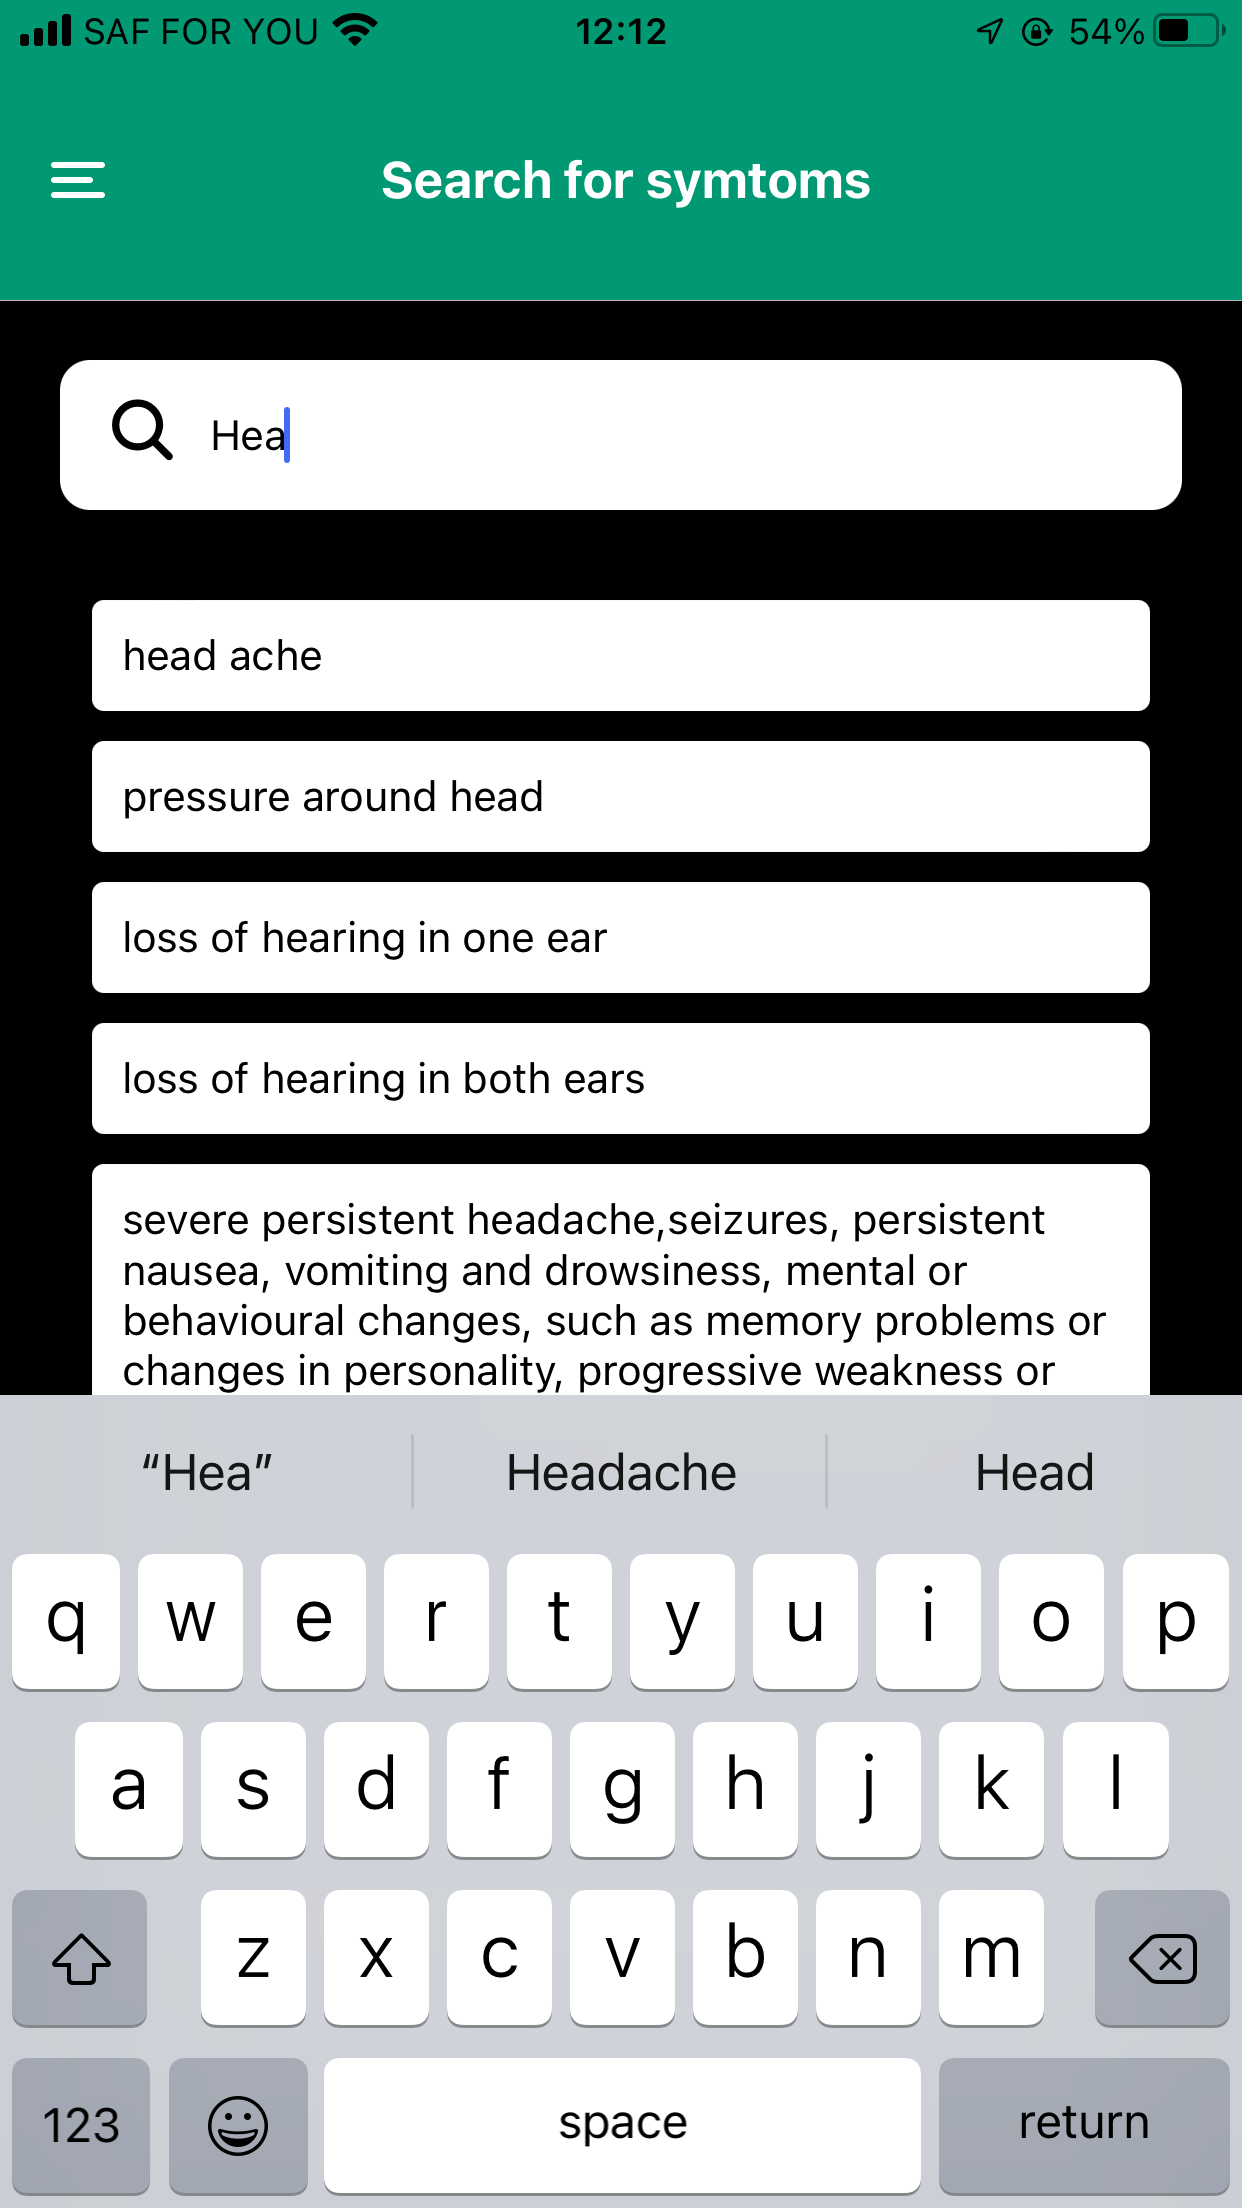 SAF FOR YOU 12:12 54%
Search for symtoms
Hea
head ache
pressure around head
loss of hearing in one ear
loss of hearing in both ears
severe persistent headache,seizures, persistent
nausea, vomiting and drowsiness, mental or
behavioural changes, such as memory problems or
changes in personality, progressive weakness or
“Hea” Headache Head
q w e r t y u i o p
a s d f g h j k l
z x c v b n m
123 space return